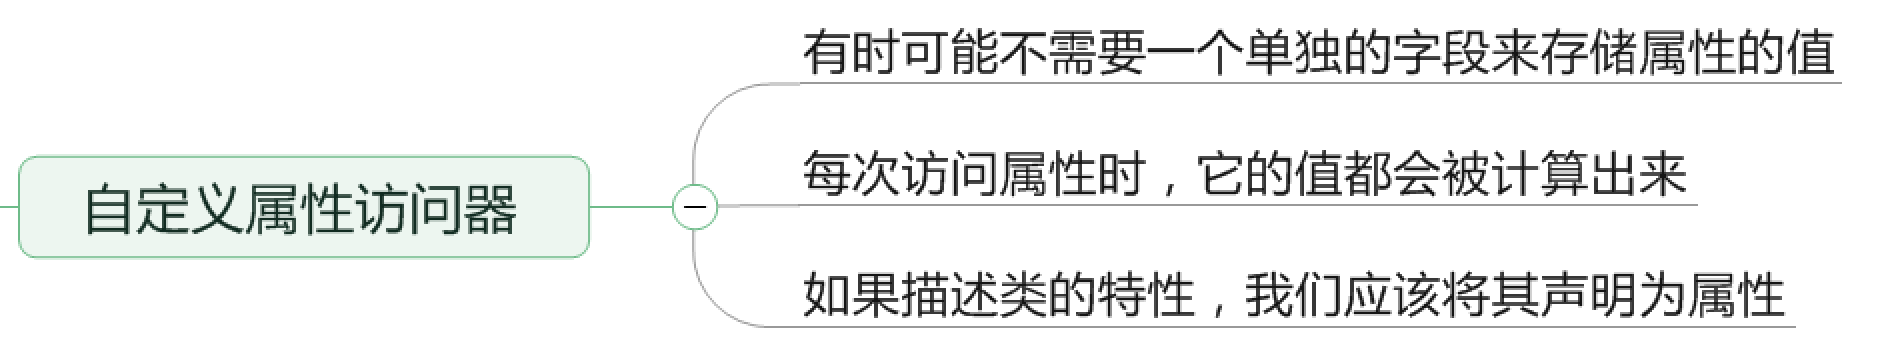 自定义属性访问器
有时可能不需要一个单独的字段来存储属性的值
每次访问属性时，它的值都会被计算出来
如果描述类的特性，我们应该将其声明为属性